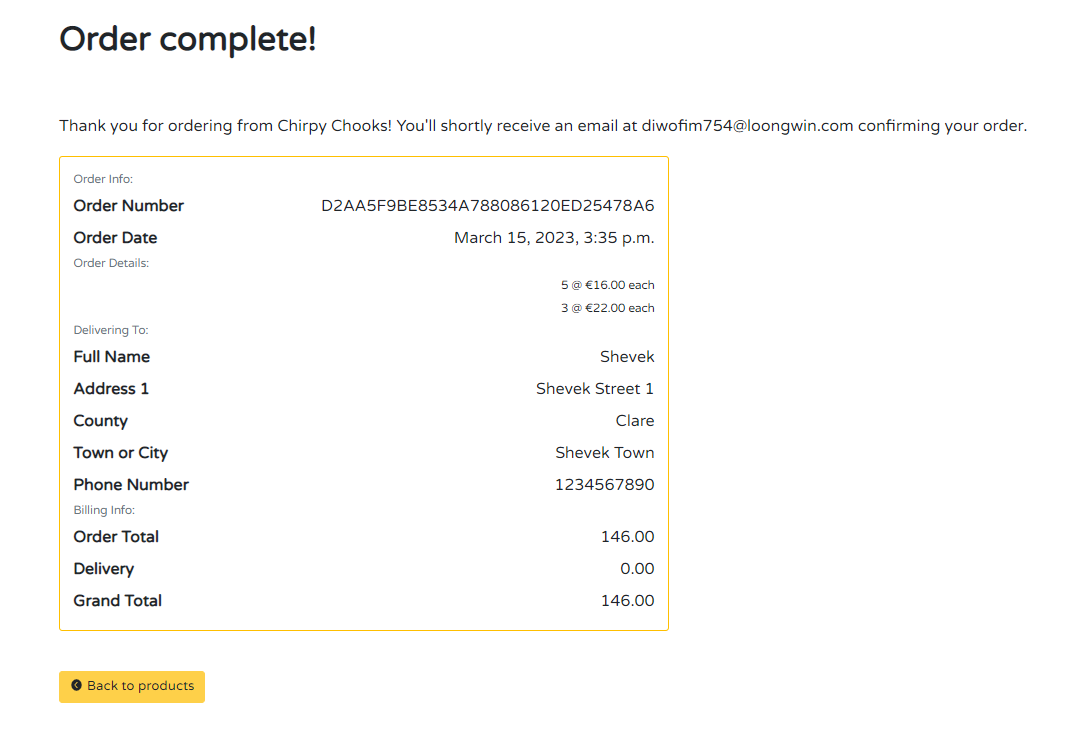 Order complete!
Thank you for ordering from Chirpy Chooks! You'll shortly receive an email at diwofim754@loongwin.com confirming your order.
Order Info:
Order Number D2AA5F9BE8534A788086120ED25478A6
Order Date March 15, 2023, 3:35 p.m.
Order Details:
5 @ €16.00 each
3 @ €22.00 each
Delivering To:
Full Name Shevek
Address 1 Shevek Street 1
County Clare
Town or City Shevek Town
Phone Number 1234567890
Billing Info:
Order Total 146.00
Delivery 0.00
Grand Total 146.00
Back to products